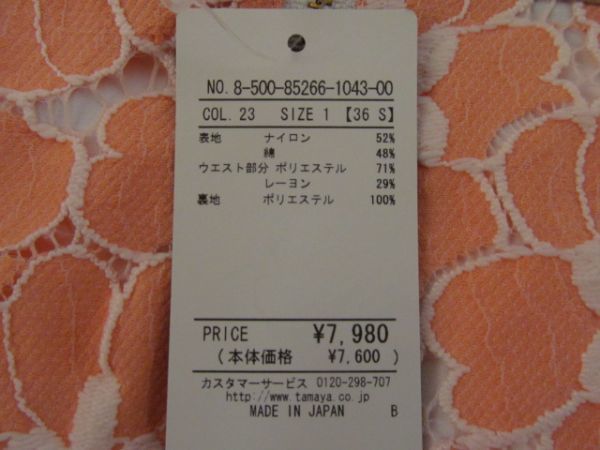 NO. 8-500-85266-1043-00
COL. 23 SIZE 1 【36 S】
表地 ナイロン 52%
綿 48%
ウエスト部分 ポリエステル 71%
レーヨン 29%
裏地 ポリエステル 100%
PRICE ¥7,980
(本体価格 ¥7,600 )
カスタマーサービス 0120-298-707
http://www.tamaya.co.jp
MADE IN JAPAN B